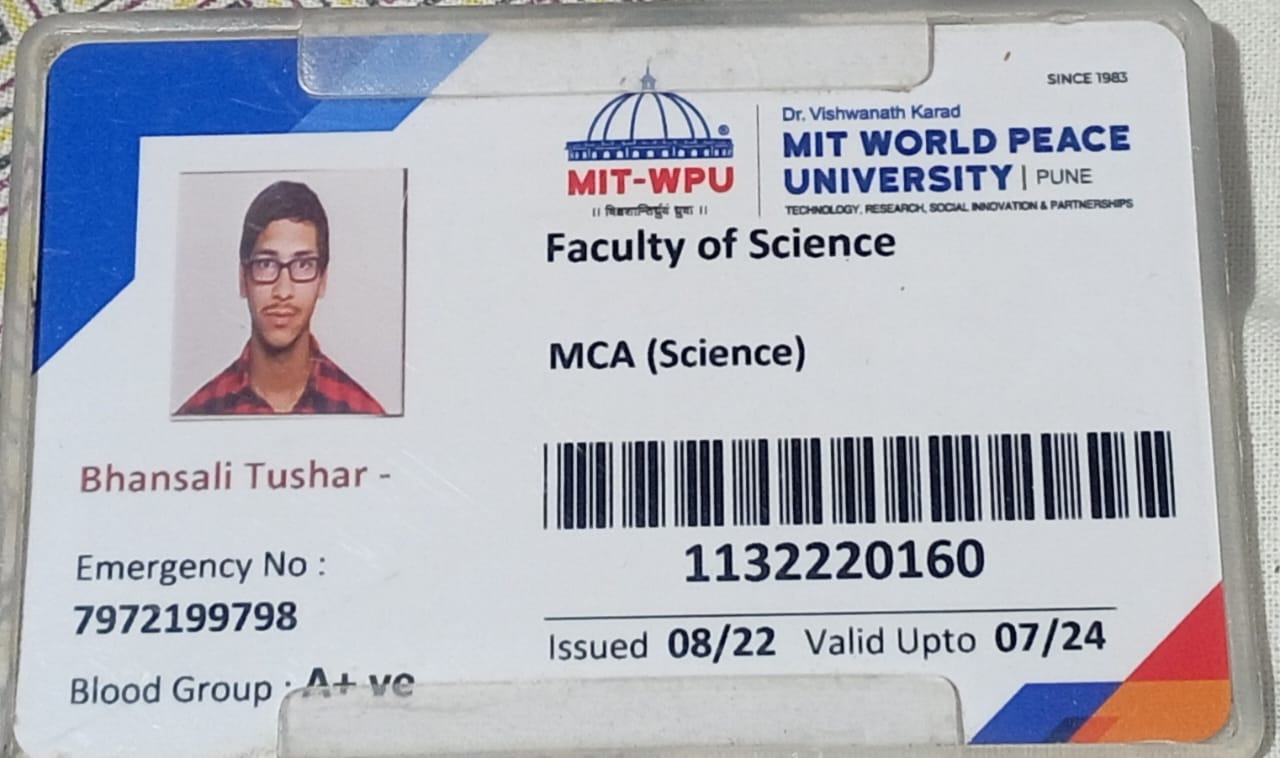 SINCE 1983
Dr. Vishwanath Karad
MIT WORLD PEACE
UNIVERSITY | PUNE
TECHNOLOGY, RESEARCH, SOCIAL INNOVATION & PARTNERSHIPS
MIT-WPU
®
Faculty of Science
MCA (Science)
Bhansali Tushar -
Emergency No :
7972199798
Blood Group : A+ ve
1132220160
Issued 08/22 Valid Upto 07/24